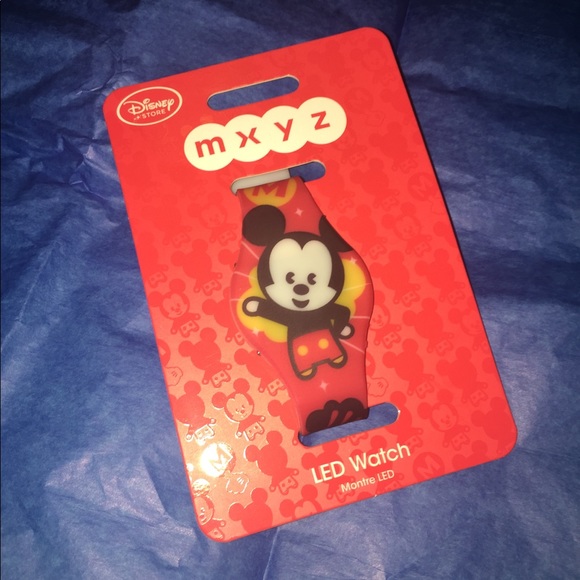 Disney
STORE
mxyz
M
LED Watch
Montre LED
M
M